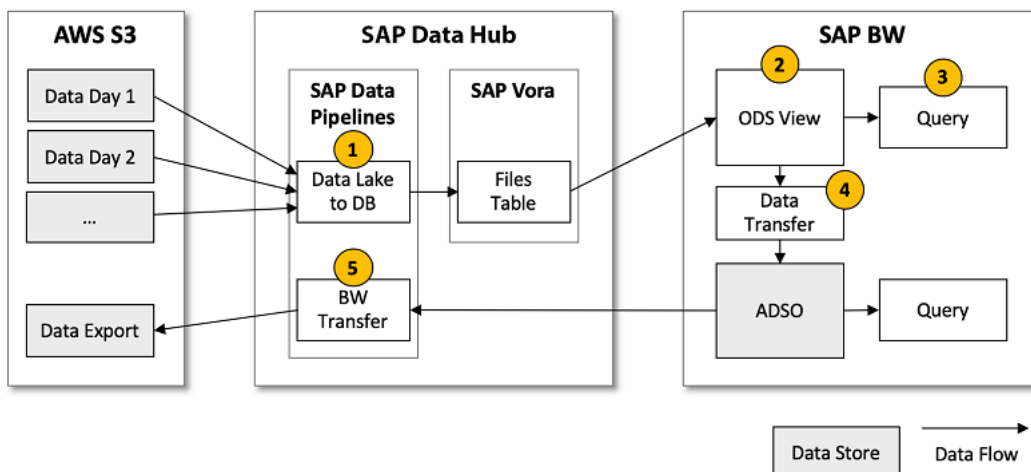 AWS S3
Data Day 1
Data Day 2
...
Data Export
SAP Data Hub
SAP Data
Pipelines
1
Data Lake
to DB
5
BW
Transfer
SAP Vora
Files
Table
SAP BW
2
ODS View
3
Query
4
Data
Transfer
ADSO
Query
Data Store
Data Flow